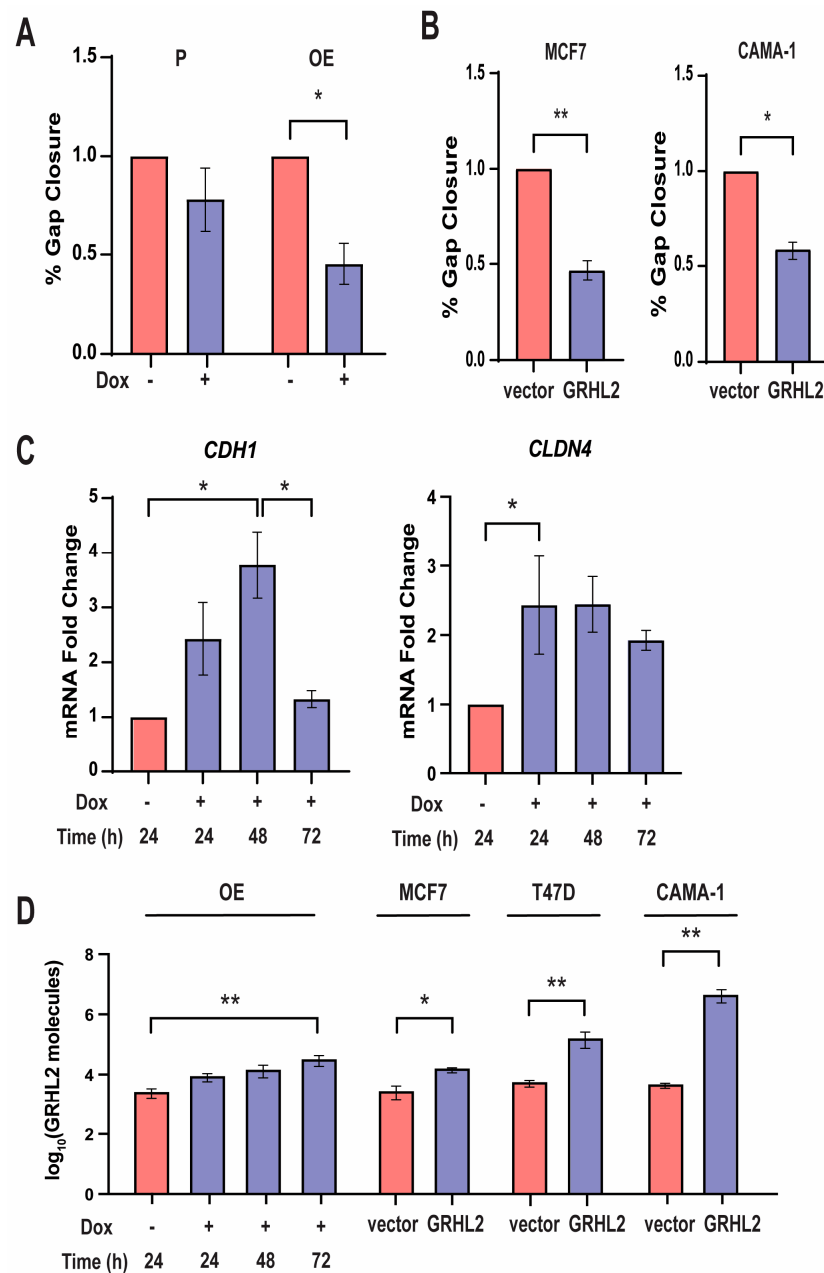 A
P OE
% Gap Closure
1.5
1.0
0.5
0.0
*
Dox - + - +
B
MCF7 CAMA-1
% Gap Closure
1.5
1.0
0.5
0.0
**
vector GRHL2
% Gap Closure
1.5
1.0
0.5
0.0
*
vector GRHL2
C
CDH1
mRNA Fold Change
5
4
3
2
1
0
* *
Dox - + + +
Time (h) 24 24 48 72
CLDN4
mRNA Fold Change
4
3
2
1
0
*
Dox - + + +
Time (h) 24 24 48 72
D
OE MCF7 T47D CAMA-1
log10(GRHL2 molecules)
8
6
4
2
0
** * ** **
Dox - + + + vector GRHL2 vector GRHL2 vector GRHL2
Time (h) 24 24 48 72